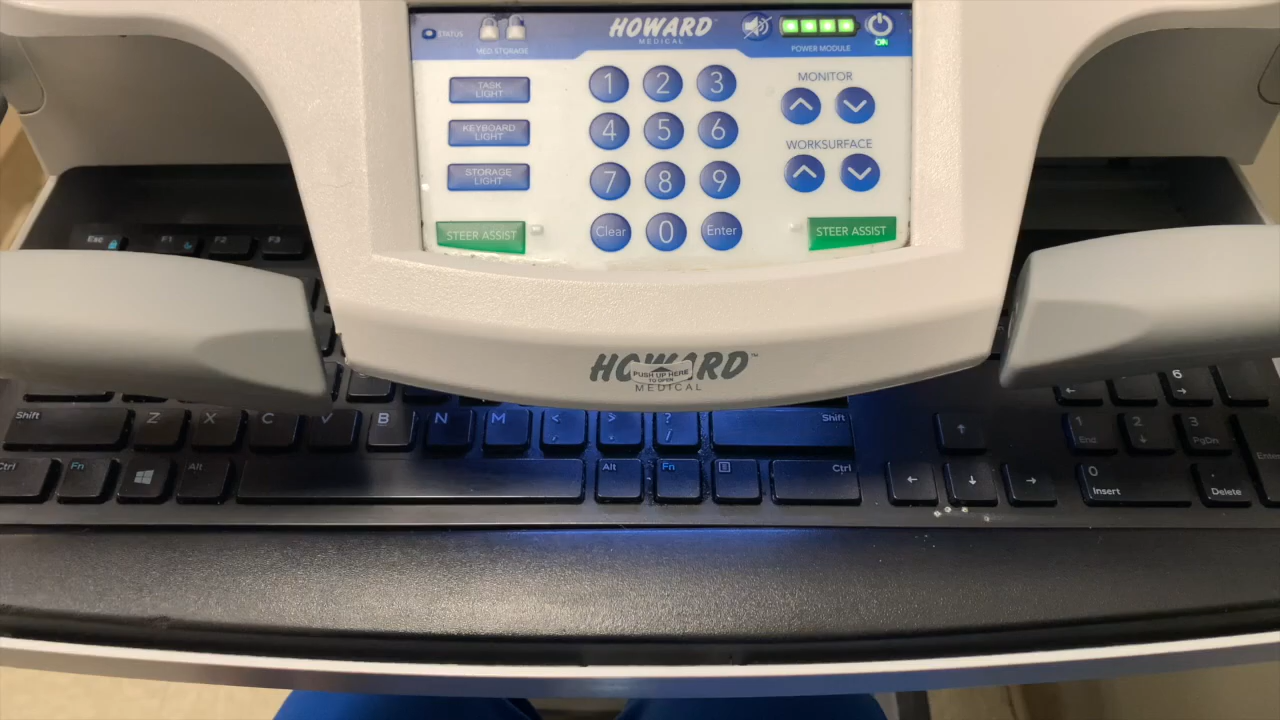 STATUS
MED STORAGE
HOWARD
MEDICAL
POWER MODULE
ON
TASK
LIGHT
KEYBOARD
LIGHT
STORAGE
LIGHT
STEER ASSIST
1 2 3
4 5 6
7 8 9
Clear 0 Enter
MONITOR
WORKSURFACE
STEER ASSIST
Esc F1 F2 F3
HOWARD™
PUSH UP HERE
TO OPEN
MEDICAL
6
Shift Z X C V B N M < > ? / Shift
1 End 2 3 PgDn
Ctrl Fn Alt Alt Fn Ctrl
0 Insert Delete Enter